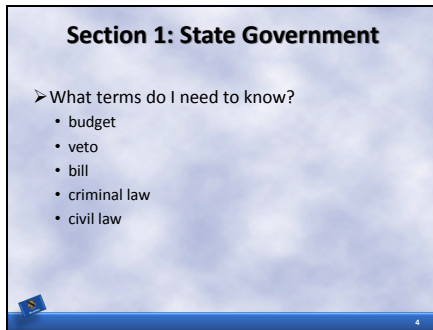 Section 1: State Government
➢What terms do I need to know?
• budget
• veto
• bill
• criminal law
• civil law
4